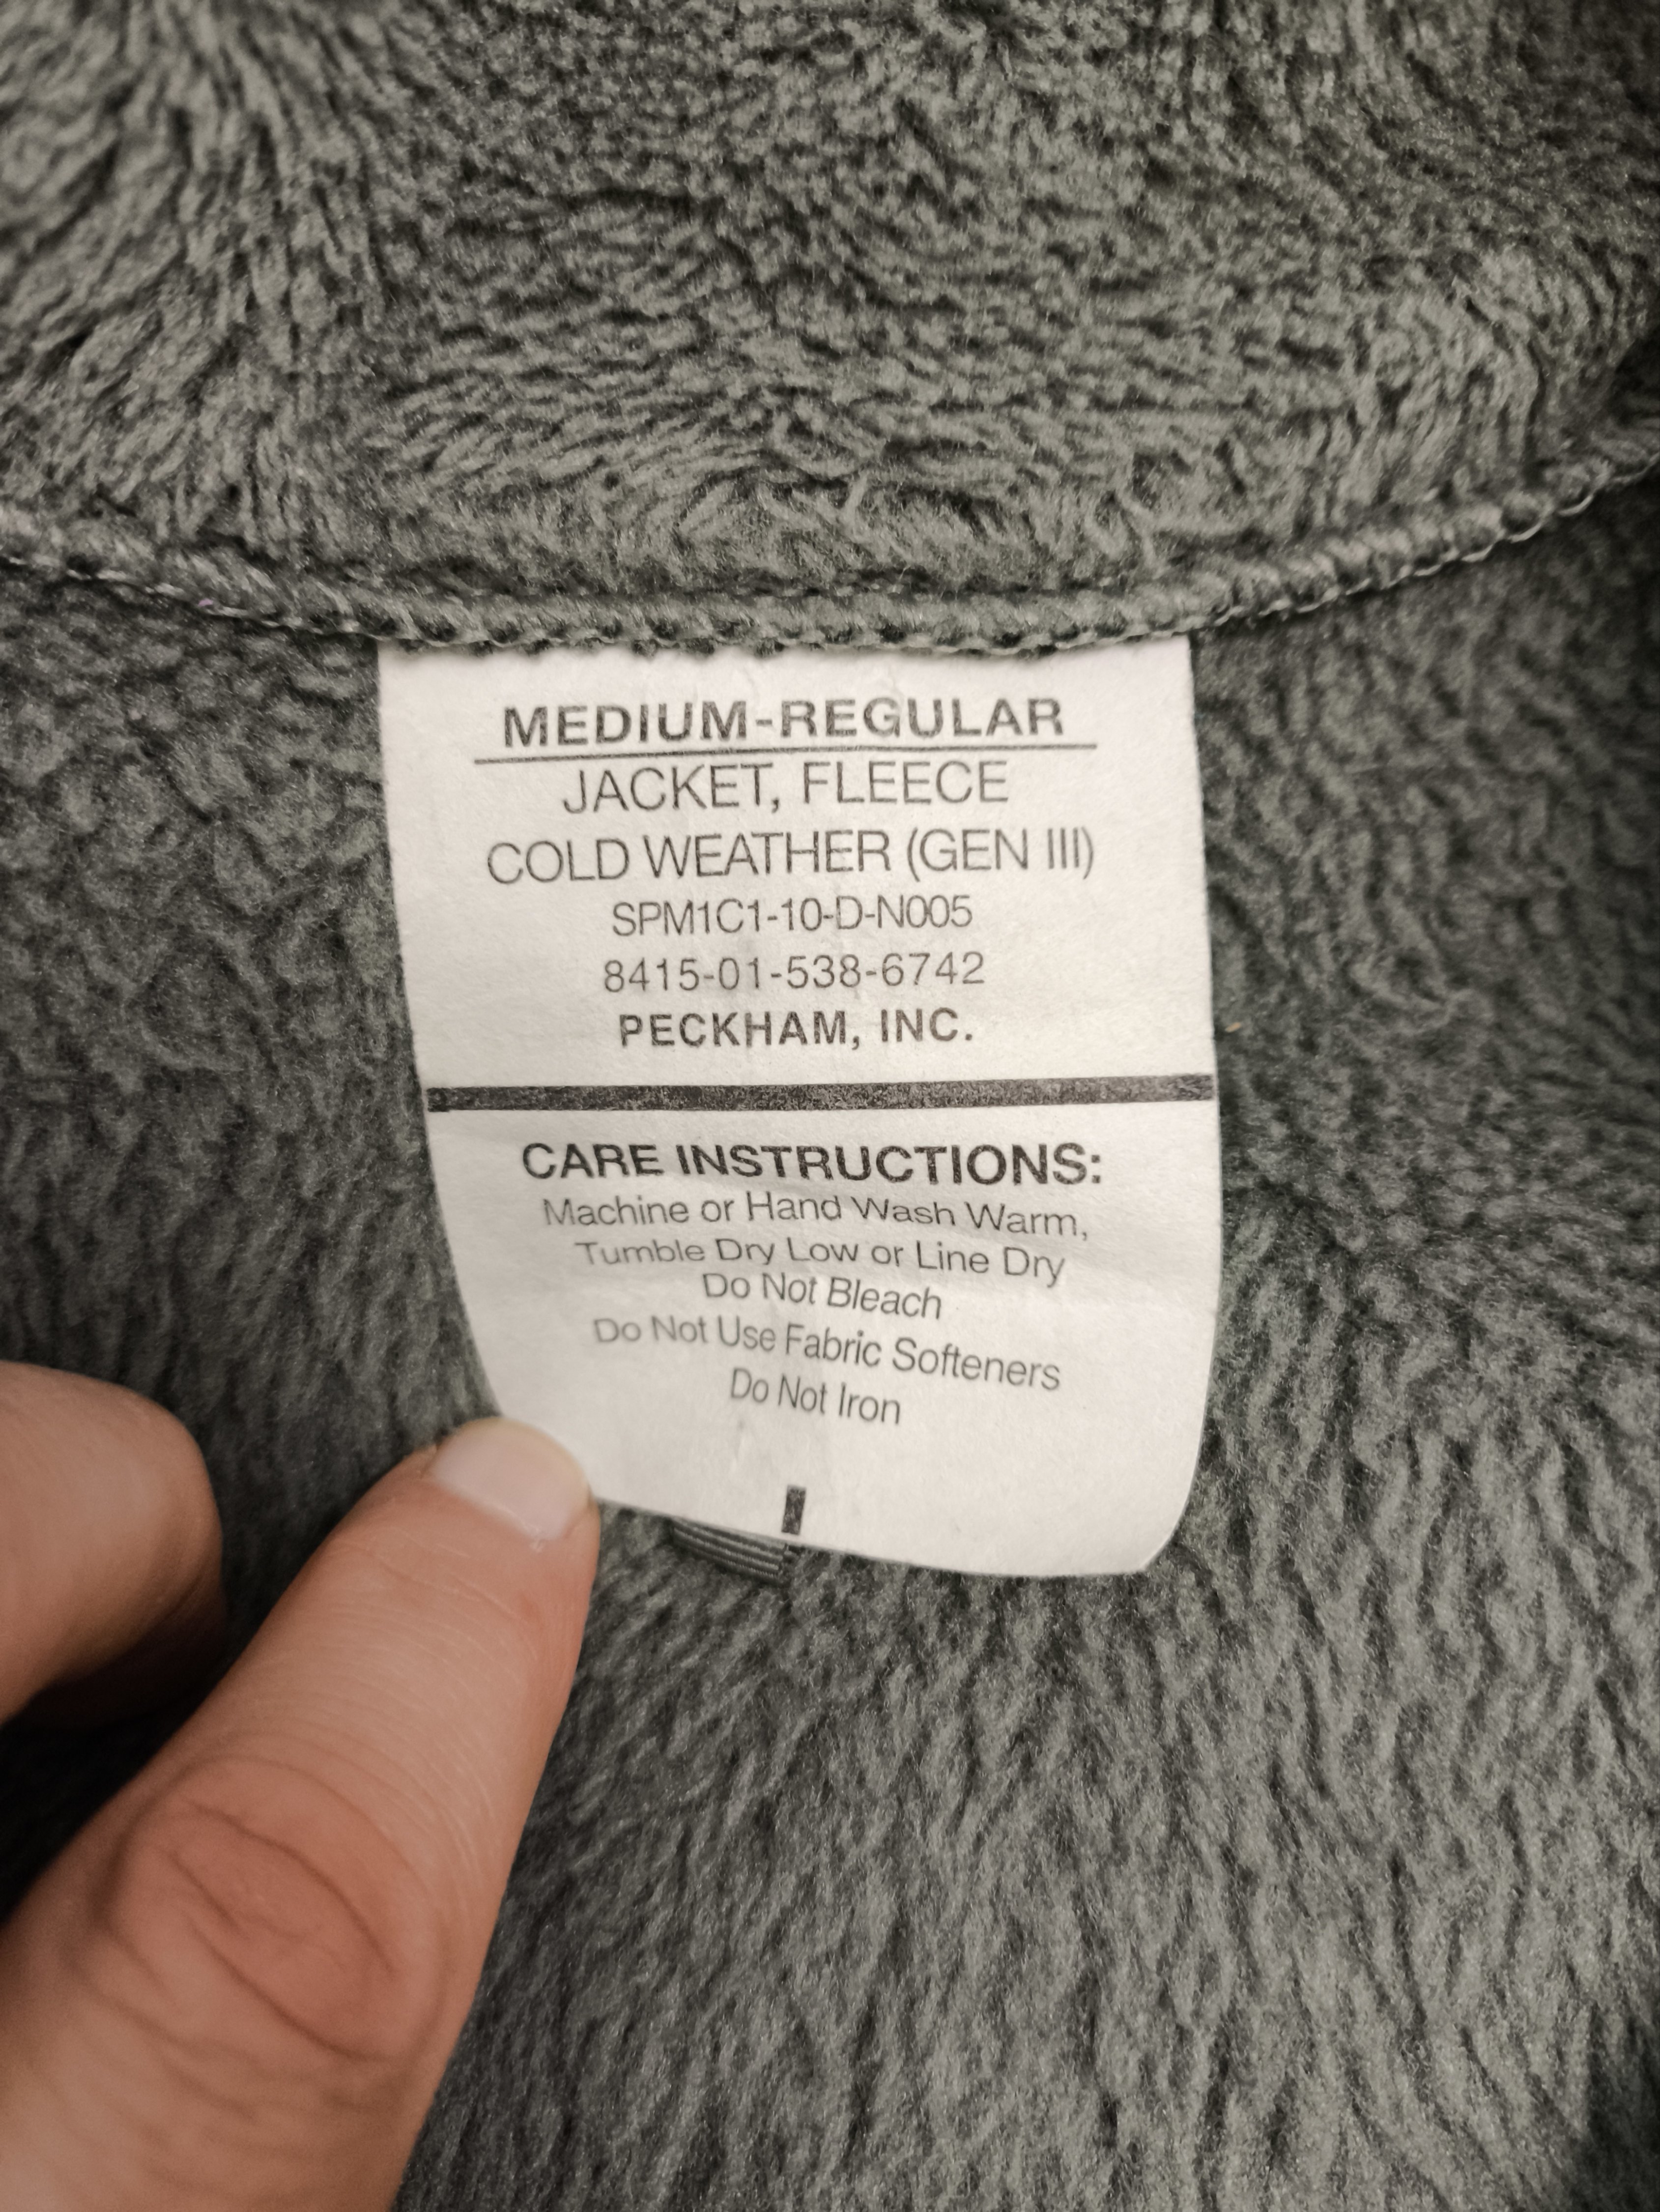 MEDIUM-REGULAR
JACKET, FLEECE
COLD WEATHER (GEN III)
SPM1C1-10-D-N005
8415-01-538-6742
PECKHAM, INC.
CARE INSTRUCTIONS:
Machine or Hand Wash Warm,
Tumble Dry Low or Line Dry
Do Not Bleach
Do Not Use Fabric Softeners
Do Not Iron